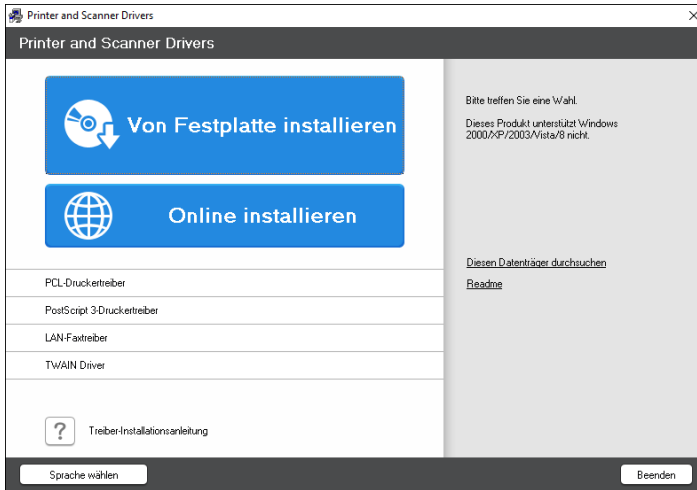 Printer and Scanner Drivers
Printer and Scanner Drivers
Von Festplatte installieren
Online installieren
PCL-Druckertreiber
PostScript 3-Druckertreiber
LAN-Faxtreiber
TWAIN Driver
? Treiber-Installationsanleitung
Bitte treffen Sie eine Wahl.
Dieses Produkt unterstützt Windows
2000/XP/2003/Vista/8 nicht.
Diesen Datenträger durchsuchen
Readme
Sprache wählen
Beenden